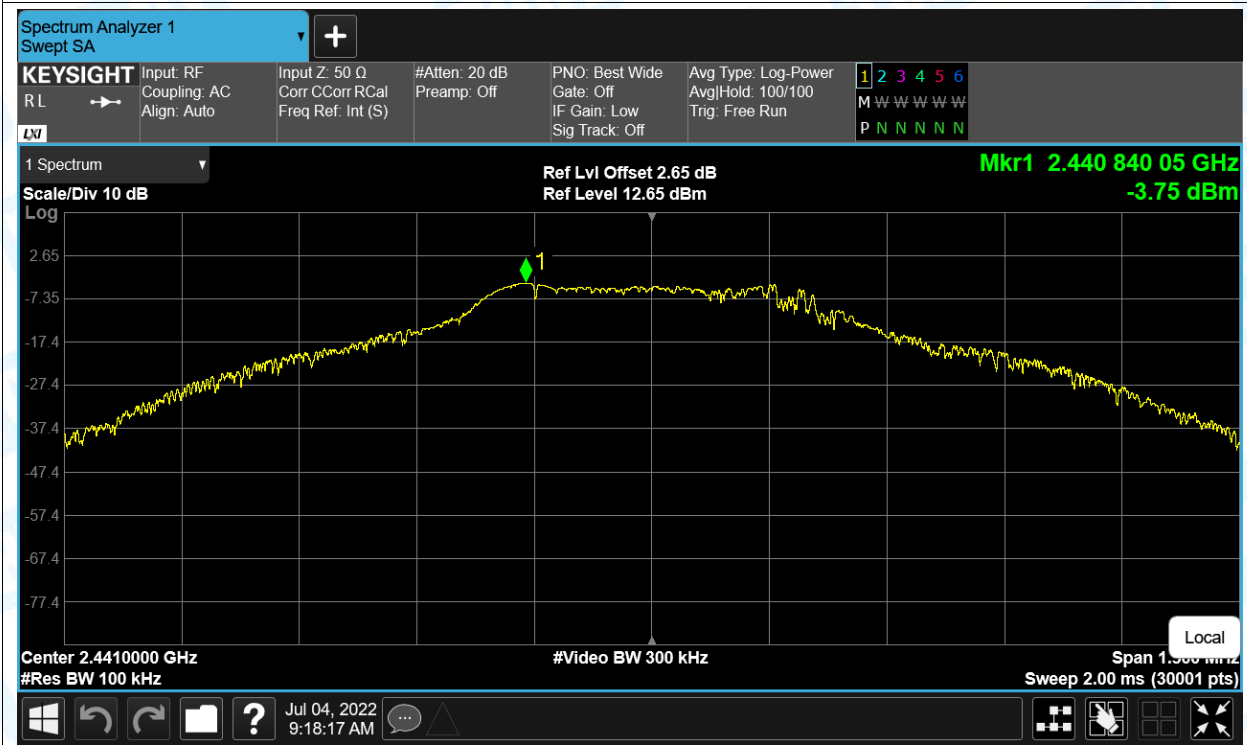 Spectrum Analyzer 1
Swept SA
KEYSIGHT
R L
LXI
Input: RF
Coupling: AC
Align: Auto
Input Z: 50 Ω
Corr CCorr RCal
Freq Ref: Int (S)
#Atten: 20 dB
Preamp: Off
PNO: Best Wide
Gate: Off
IF Gain: Low
Sig Track: Off
Avg Type: Log-Power
Avg|Hold: 100/100
Trig: Free Run
1 2 3 4 5 6
M W W W W W
P N N N N N
1 Spectrum
Scale/Div 10 dB
Log
Ref Lvl Offset 2.65 dB
Ref Level 12.65 dBm
Mkr1 2.440 840 05 GHz
-3.75 dBm
1
2.65
-7.35
-17.4
-27.4
-37.4
-47.4
-57.4
-67.4
-77.4
Local
Center 2.4410000 GHz
#Res BW 100 kHz
#Video BW 300 kHz
Span 1.500 MHz
Sweep 2.00 ms (30001 pts)
?
Jul 04, 2022
9:18:17 AM